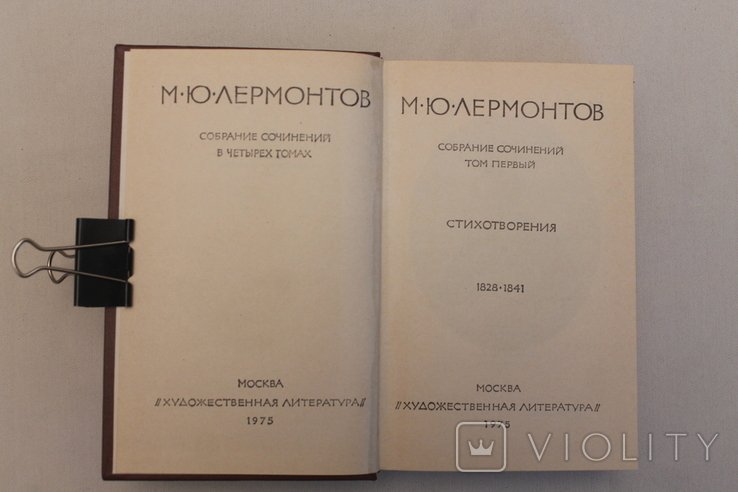 М·Ю·ЛЕРМОНТОВ
СОБРАНИЕ СОЧИНЕНИЙ
В ЧЕТЫРЕХ ТОМАХ
МОСКВА
//ХУДОЖЕСТВЕННАЯ ЛИТЕРАТУРА//
1975
М·Ю·ЛЕРМОНТОВ
СОБРАНИЕ СОЧИНЕНИЙ
ТОМ ПЕРВЫЙ
СТИХОТВОРЕНИЯ
1828·1841
МОСКВА
//ХУДОЖЕСТВЕННАЯ ЛИТЕРАТУРА//
1975
VIOLITY